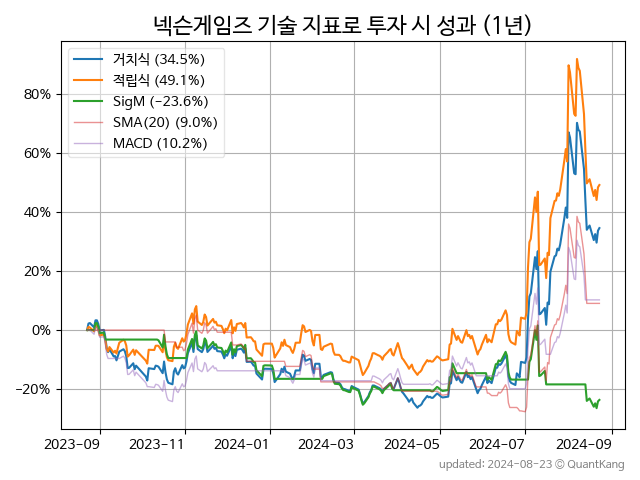 넥슨게임즈 기술 지표로 투자 시 성과 (1년)
거치식 (34.5%)
적립식 (49.1%)
SigM (−23.6%)
SMA(20) (9.0%)
MACD (10.2%)
80%
60%
40%
20%
0%
−20%
2023−09 2023−11 2024−01 2024−03 2024−05 2024−07 2024−09
updated: 2024-08-23 © QuantKang